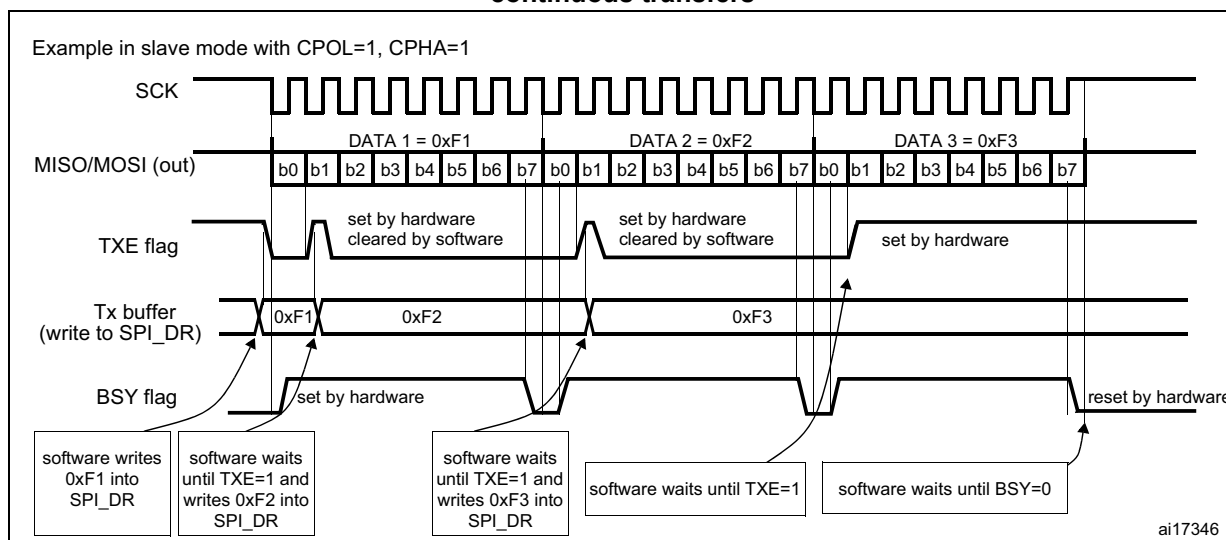 continuous transfers
Example in slave mode with CPOL=1, CPHA=1
SCK
DATA 1 = 0xF1
DATA 2 = 0xF2
DATA 3 = 0xF3
MISO/MOSI (out)
b0 b1 b2 b3 b4 b5 b6 b7 b0 b1 b2 b3 b4 b5 b6 b7 b0 b1 b2 b3 b4 b5 b6 b7
TXE flag
set by hardware
cleared by software
set by hardware
cleared by software
set by hardware
Tx buffer
(write to SPI_DR)
0xF1
0xF2
0xF3
BSY flag
set by hardware
reset by hardware
software writes
0xF1 into
SPI_DR
software waits
until TXE=1 and
writes 0xF2 into
SPI_DR
software waits
until TXE=1 and
writes 0xF3 into
SPI_DR
software waits until TXE=1
software waits until BSY=0
ai17346